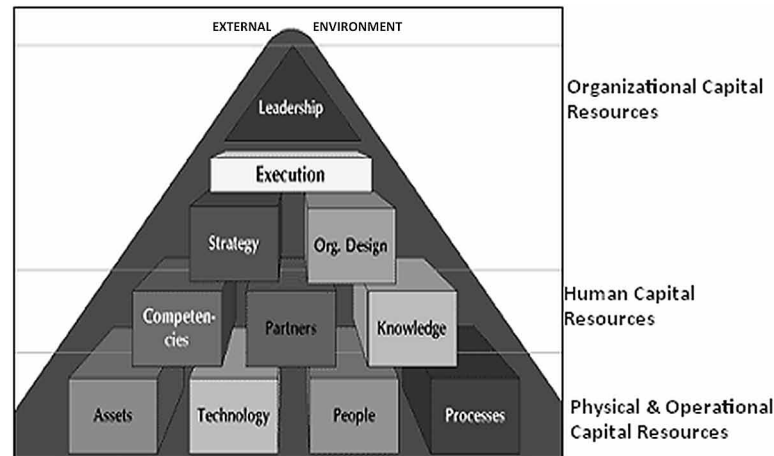 EXTERNAL ENVIRONMENT
Leadership
Organizational Capital
Resources
Execution
Strategy
Org. Design
Competen-
cies
Partners
Knowledge
Human Capital
Resources
Assets
Technology
People
Processes
Physical & Operational
Capital Resources